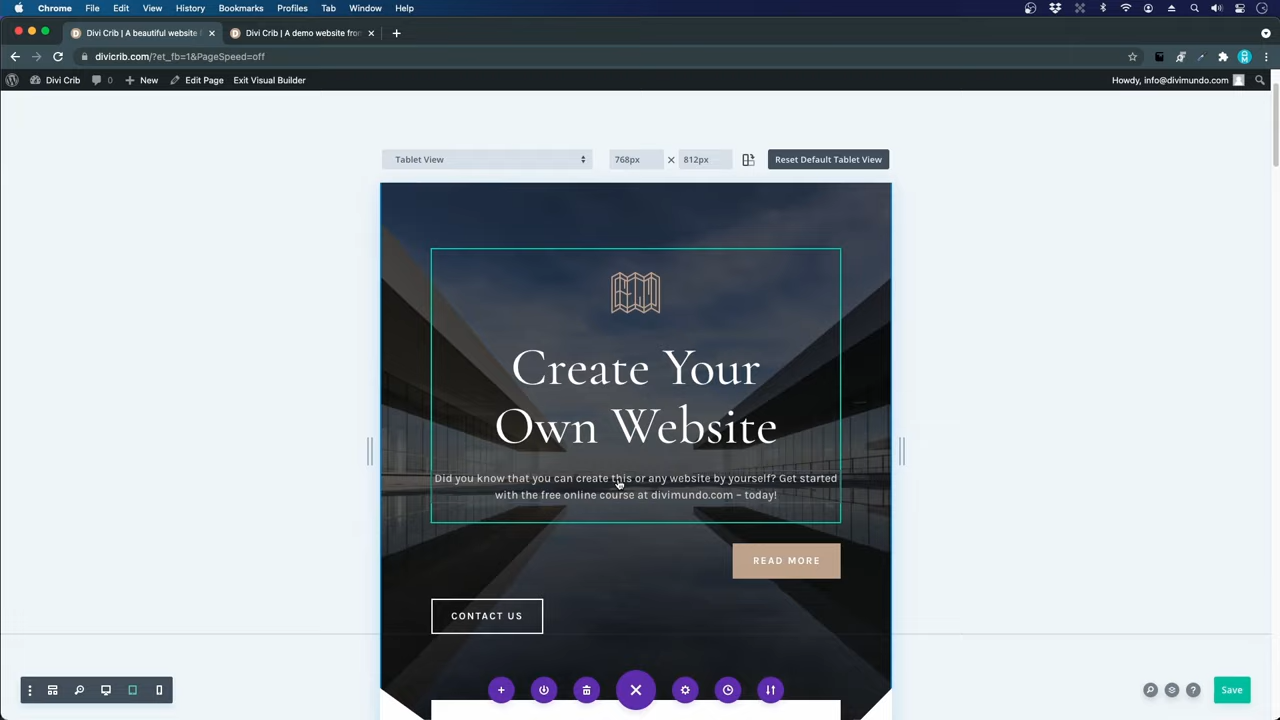 Chrome File Edit View History Bookmarks Profiles Tab Window Help
Divi Crib | A beautiful website
Divi Crib | A demo website from
divicrib.com/?et_fb=1&PageSpeed=off
Divi Crib 0 New Edit Page Exit Visual Builder
Howdy, info@divimundo.com
Tablet View 768px 812px Reset Default Tablet View
Create Your
Own Website
Did you know that you can create this or any website by yourself? Get started
with the free online course at divimundo.com – today!
READ MORE
CONTACT US
Save